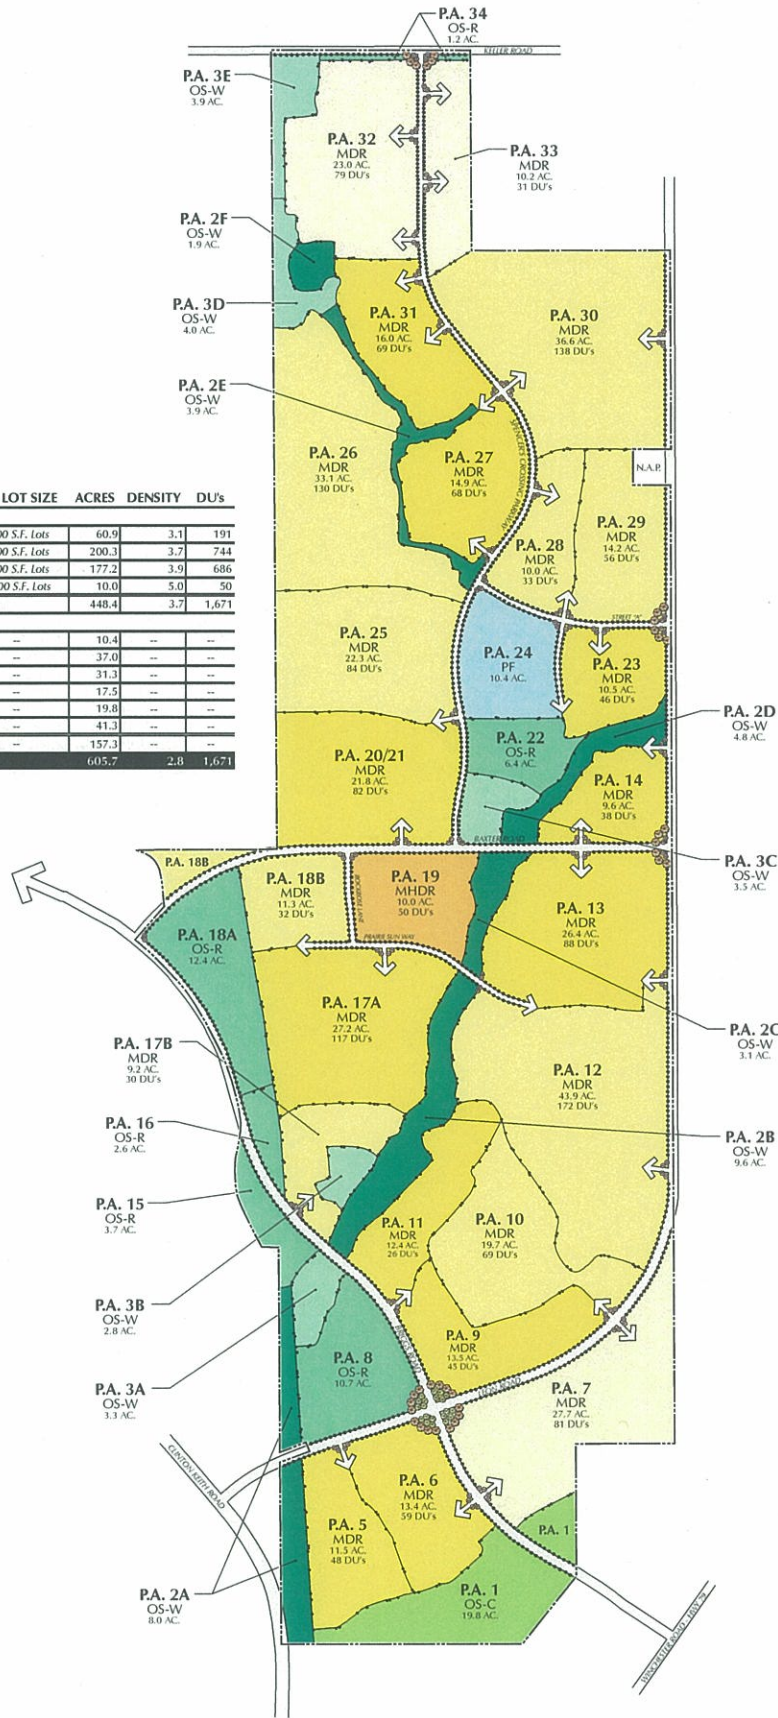 P.A. 34
OS-R
1.2 AC.
KELLER ROAD
P.A. 3E
OS-W
3.9 AC.
P.A. 32
MDR
23.0 AC.
79 DU's
P.A. 33
MDR
10.2 AC.
31 DU's
P.A. 2F
OS-W
1.9 AC.
P.A. 3D
OS-W
4.0 AC.
P.A. 31
MDR
16.0 AC.
69 DU's
P.A. 30
MDR
36.6 AC.
138 DU's
P.A. 2E
OS-W
3.9 AC.
SPENCER'S CROSSING PARKWAY
P.A. 26
MDR
33.1 AC.
130 DU's
P.A. 27
MDR
14.9 AC.
68 DU's
N.A.P.
P.A. 28
MDR
10.0 AC.
33 DU's
P.A. 29
MDR
14.2 AC.
56 DU's
LOT SIZE ACRES DENSITY DU's
00 S.F. Lots 60.9 3.1 191
00 S.F. Lots 200.3 3.7 744
00 S.F. Lots 177.2 3.9 686
00 S.F. Lots 10.0 5.0 50
448.4 3.7 1,671
-- 10.4 -- --
-- 37.0 -- --
-- 31.3 -- --
-- 17.5 -- --
-- 19.8 -- --
-- 41.3 -- --
-- 157.3 -- --
605.7 2.8 1,671
STREET "A"
P.A. 25
MDR
22.3 AC.
84 DU's
P.A. 24
PF
10.4 AC.
P.A. 23
MDR
10.5 AC.
46 DU's
P.A. 2D
OS-W
4.8 AC.
P.A. 22
OS-R
6.4 AC.
P.A. 20/21
MDR
21.8 AC.
82 DU's
P.A. 14
MDR
9.6 AC.
38 DU's
BAXTER ROAD
P.A. 3C
OS-W
3.5 AC.
P.A. 18B
P.A. 18B
MDR
11.3 AC.
32 DU's
P.A. 19
MHDR
10.0 AC.
50 DU's
PRAIRIE SUN WAY
P.A. 13
MDR
26.4 AC.
88 DU's
P.A. 18A
OS-R
12.4 AC.
P.A. 17A
MDR
27.2 AC.
117 DU's
P.A. 2C
OS-W
3.1 AC.
P.A. 17B
MDR
9.2 AC.
30 DU's
P.A. 12
MDR
43.9 AC.
172 DU's
P.A. 16
OS-R
2.6 AC.
P.A. 2B
OS-W
9.6 AC.
P.A. 15
OS-R
3.7 AC.
P.A. 11
MDR
12.4 AC.
26 DU's
P.A. 10
MDR
19.7 AC.
69 DU's
P.A. 3B
OS-W
2.8 AC.
P.A. 9
MDR
13.5 AC.
45 DU's
P.A. 8
OS-R
10.7 AC.
P.A. 3A
OS-W
3.3 AC.
P.A. 7
MDR
27.7 AC.
81 DU's
CLINTON KEITH ROAD
P.A. 6
MDR
13.4 AC.
59 DU's
P.A. 5
MDR
11.5 AC.
48 DU's
P.A. 1
P.A. 1
OS-C
19.8 AC.
P.A. 2A
OS-W
8.0 AC.
WINCHESTER ROAD - HWY 79